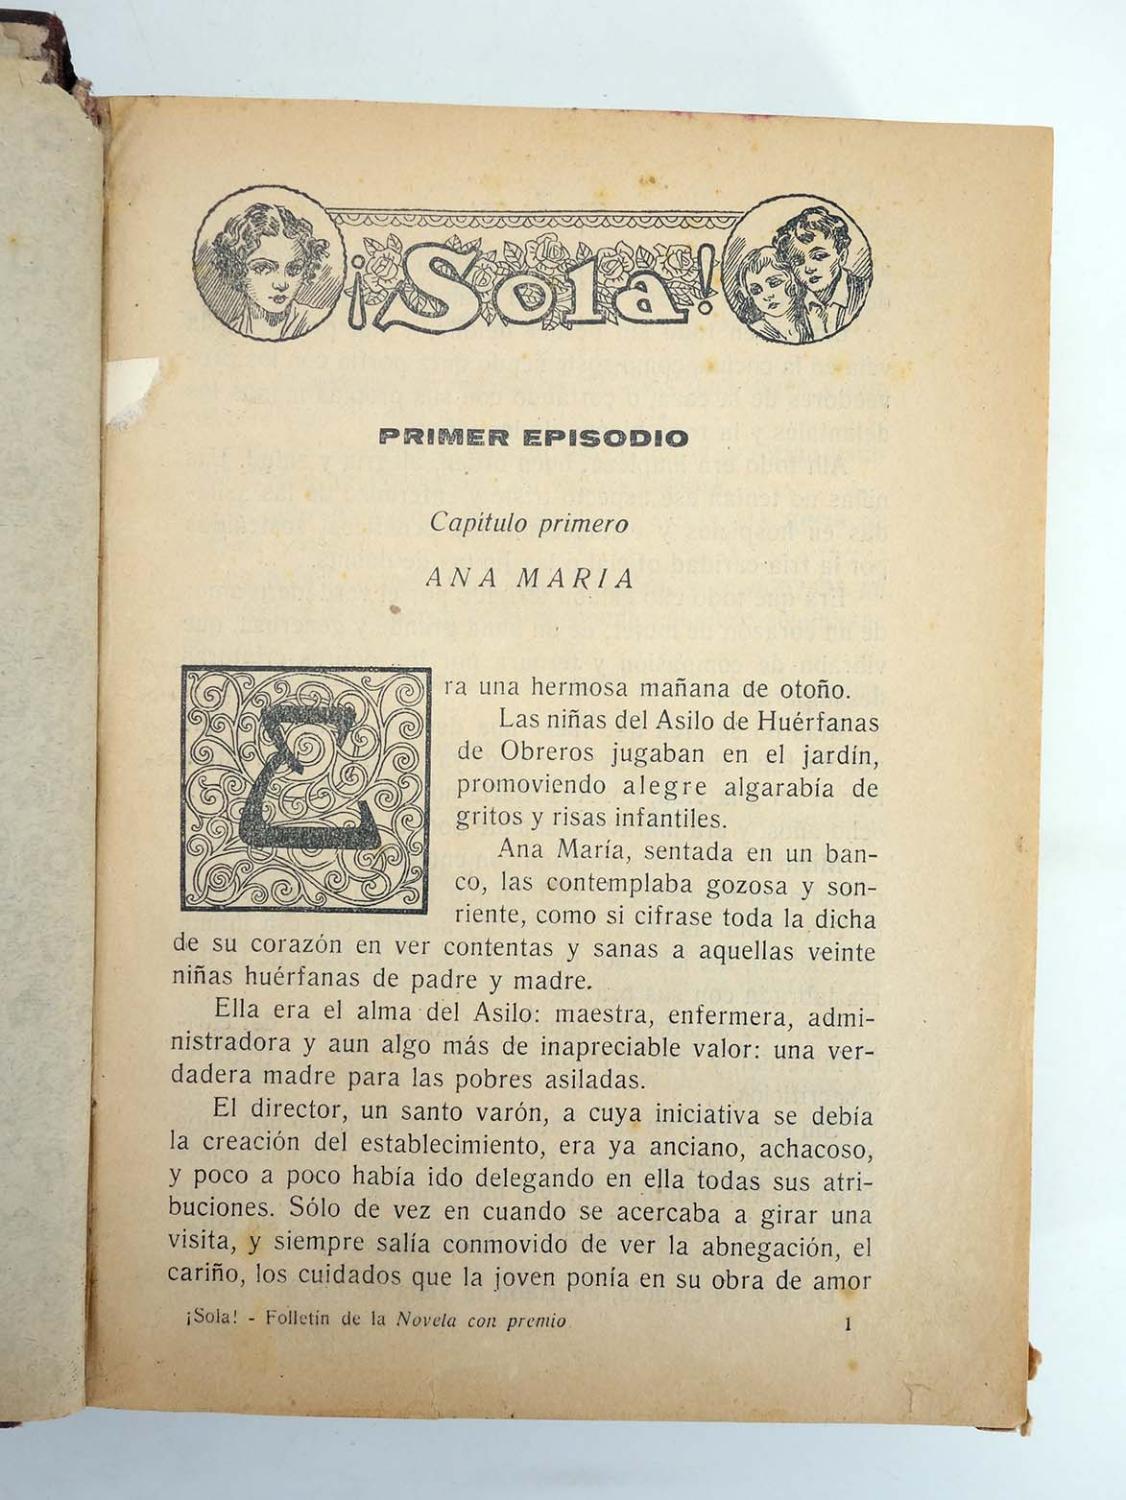 ¡Sola!
PRIMER EPISODIO
Capitulo primero
ANA MARIA
Era una hermosa mañana de otoño.
Las niñas del Asilo de Huérfanas
de Obreros jugaban en el jardín,
promoviendo alegre algarabía de
gritos y risas infantiles.
Ana María, sentada en un ban-
co, las contemplaba gozosa y son-
riente, como si cifrase toda la dicha
de su corazón en ver contentas y sanas a aquellas veinte
niñas huérfanas de padre y madre.
Ella era el alma del Asilo: maestra, enfermera, admi-
nistradora y aun algo más de inapreciable valor: una ver-
dadera madre para las pobres asiladas.
El director, un santo varón, a cuya iniciativa se debía
la creación del establecimiento, era ya anciano, achacoso,
y poco a poco había ido delegando en ella todas sus atri-
buciones. Sólo de vez en cuando se acercaba a girar una
visita, y siempre salía conmovido de ver la abnegación, el
cariño, los cuidados que la joven ponía en su obra de amor
¡Sola! - Folletín de la Novela con premio
1